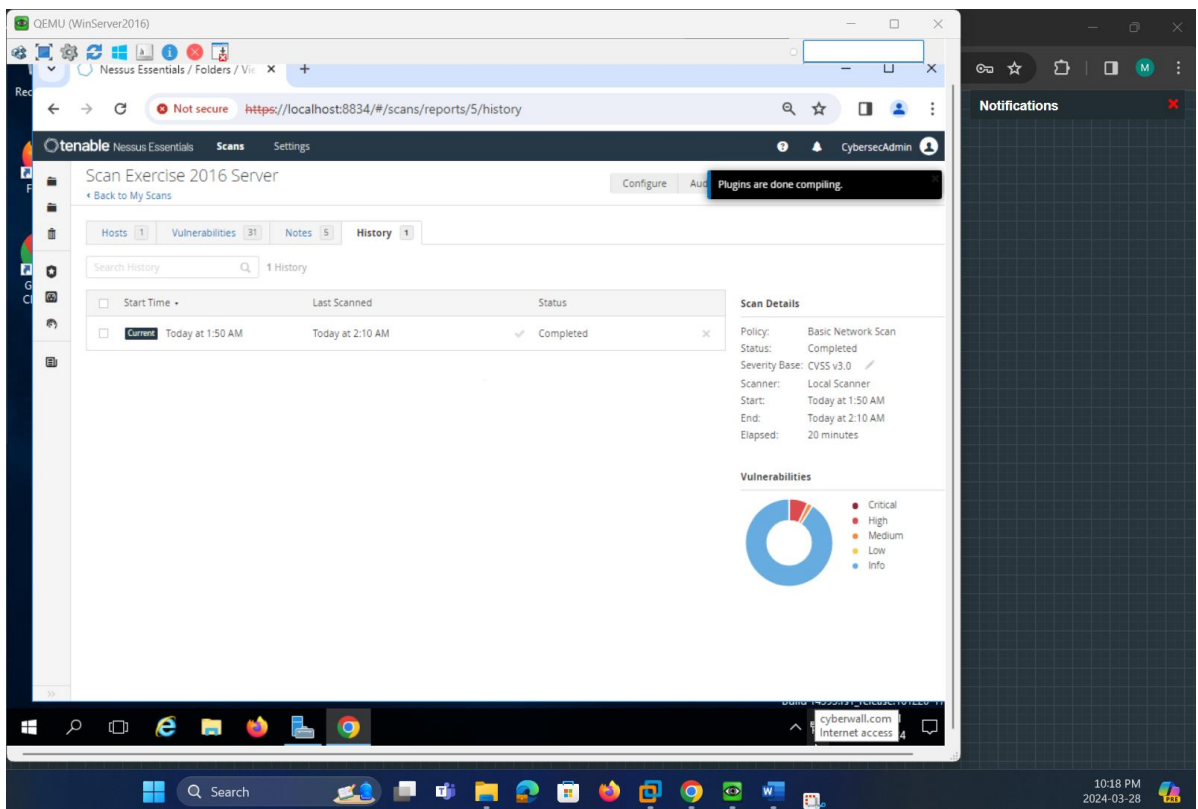 QEMU (WinServer2016)
Nessus Essentials / Folders / Vie
Rec
Not secure https://localhost:8834/#/scans/reports/5/history
M
Notifications
tenable Nessus Essentials Scans Settings
CybersecAdmin
Scan Exercise 2016 Server
Back to My Scans
Configure Aud
Plugins are done compiling.
Hosts 1 Vulnerabilities 31 Notes 5 History 1
Search History
1 History
Start Time Last Scanned Status
Current Today at 1:50 AM Today at 2:10 AM Completed
Scan Details
Policy: Basic Network Scan
Status: Completed
Severity Base: CVSS v3.0
Scanner: Local Scanner
Start: Today at 1:50 AM
End: Today at 2:10 AM
Elapsed: 20 minutes
Vulnerabilities
Critical
High
Medium
Low
Info
cyberwall.com
Internet access
Search
10:18 PM
2024-03-28
PRE